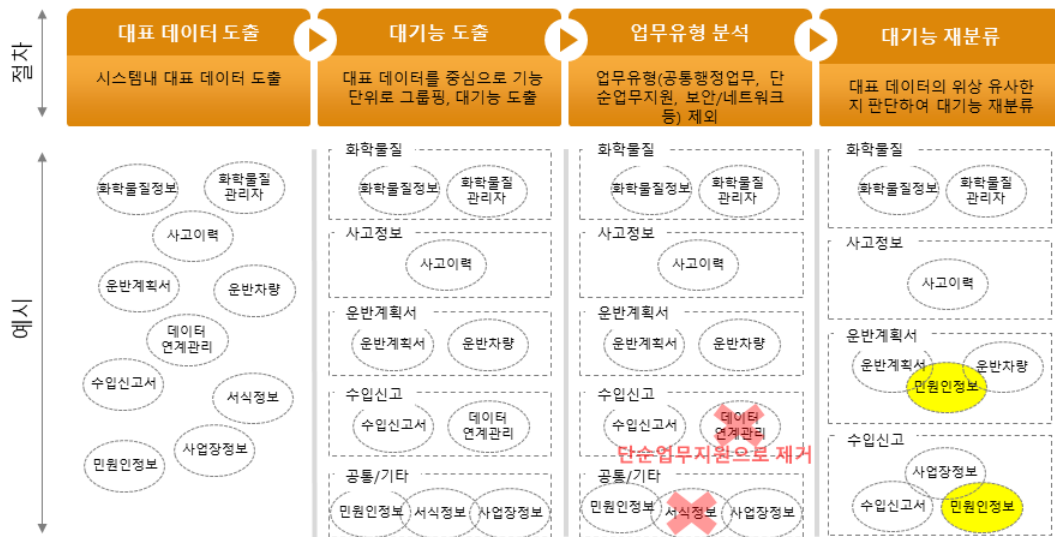 절차
대표 데이터 도출
시스템내 대표 데이터 도출
대기능 도출
대표 데이터를 중심으로 기능
단위로 그룹핑, 대기능 도출
업무유형 분석
업무유형(공통행정업무, 단
순업무지원, 보안/네트워크
등) 제외
대기능 재분류
대표 데이터의 위상 유사한
지 판단하여 대기능 재분류
예시
화학물질정보
화학물질
관리자
사고이력
운반계획서
운반차량
데이터
연계관리
수입신고서
서식정보
사업장정보
민원인정보
화학물질
화학물질정보
화학물질
관리자
사고정보
사고이력
운반계획서
운반계획서
운반차량
수입신고
수입신고서
데이터
연계관리
공통/기타
민원인정보
서식정보
사업장정보
화학물질
화학물질정보
화학물질
관리자
사고정보
사고이력
운반계획서
운반계획서
운반차량
수입신고
수입신고서
데이터
연계관리
단순업무지원으로 제거
공통/기타
민원인정보
서식정보
사업장정보
화학물질
화학물질정보
화학물질
관리자
사고정보
사고이력
운반계획서
운반계획서
운반차량
민원인정보
수입신고
사업장정보
수입신고서
민원인정보